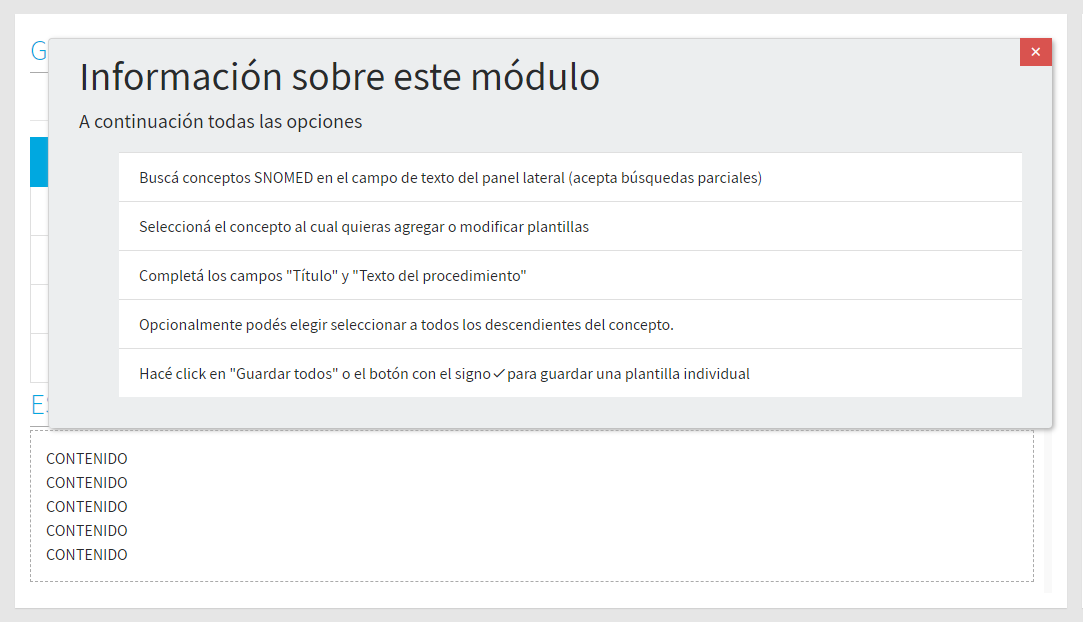 Información sobre este módulo
A continuación todas las opciones
Buscá conceptos SNOMED en el campo de texto del panel lateral (acepta búsquedas parciales)
Seleccioná el concepto al cual quieras agregar o modificar plantillas
Completá los campos "Título" y "Texto del procedimiento"
Opcionalmente podés elegir seleccionar a todos los descendientes del concepto.
Hacé click en "Guardar todos" o el botón con el signo ✓ para guardar una plantilla individual
CONTENIDO
CONTENIDO
CONTENIDO
CONTENIDO
CONTENIDO